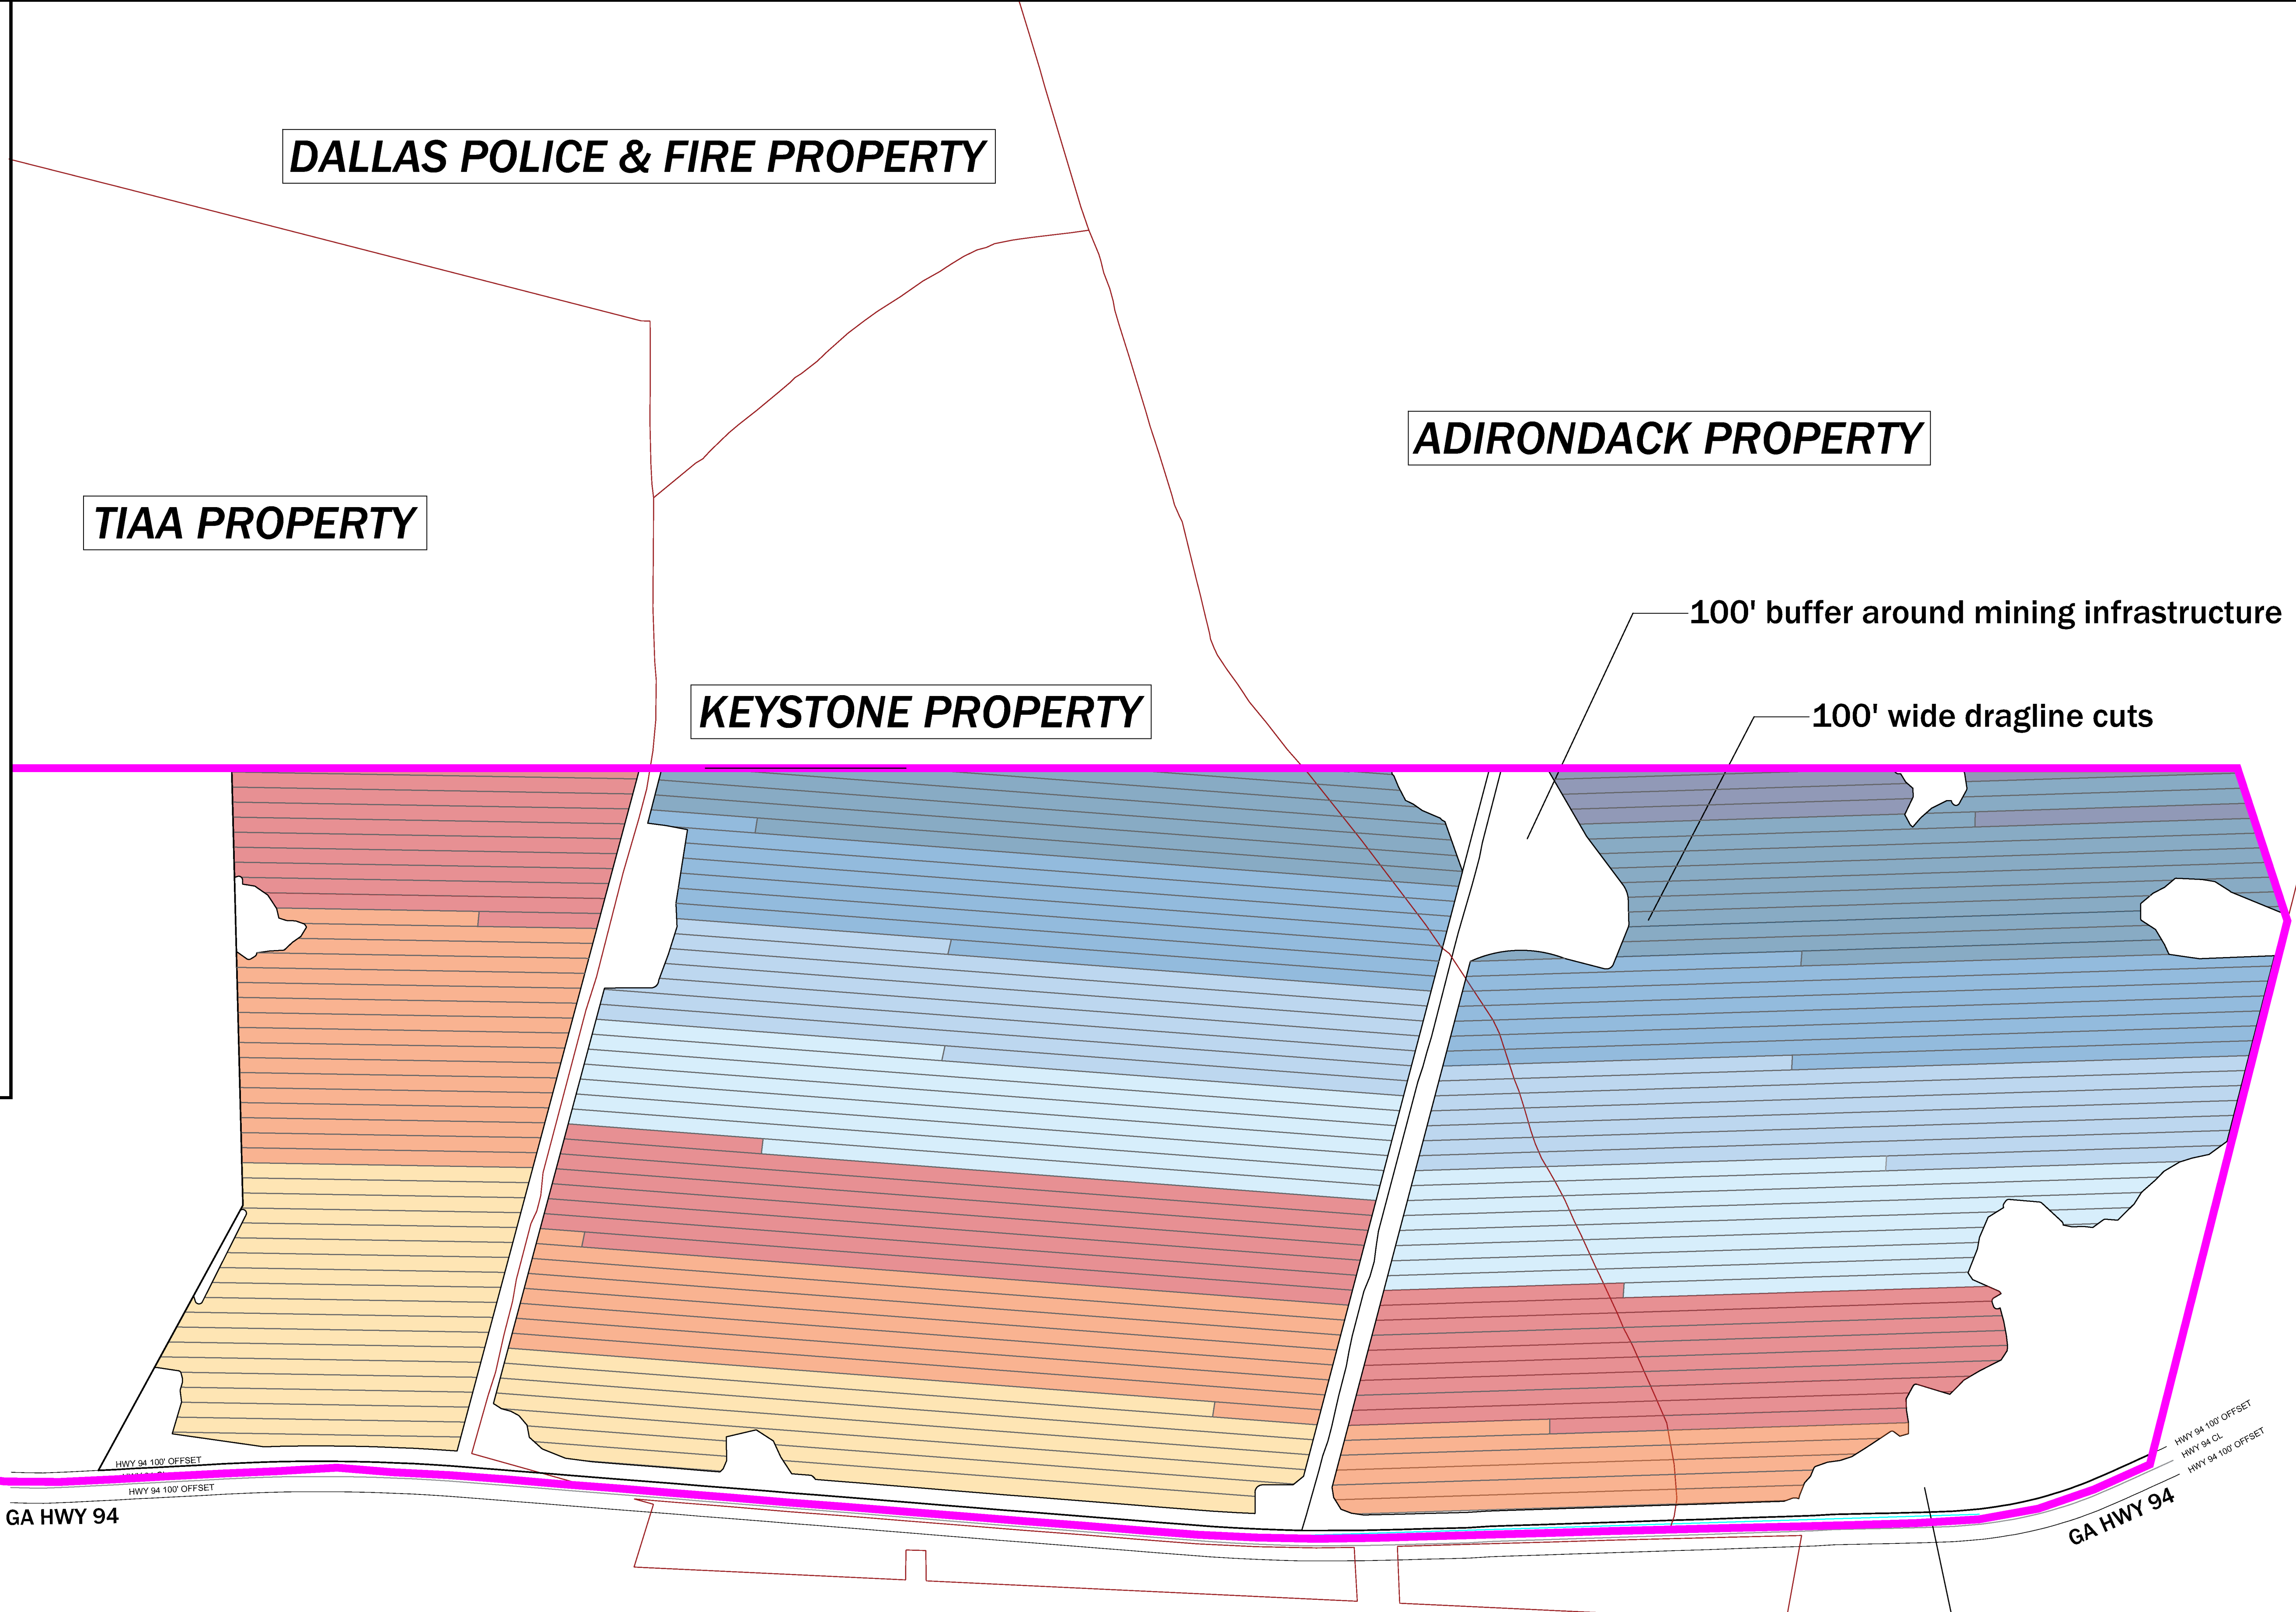 DALLAS POLICE & FIRE PROPERTY
ADIRONDACK PROPERTY
TIAA PROPERTY
100' buffer around mining infrastructure
KEYSTONE PROPERTY
100' wide dragline cuts
HWY 94 100' OFFSET
HWY 94 CL
HWY 94 100' OFFSET
HWY 94 100' OFFSET
HWY 94 100' OFFSET
GA HWY 94
GA HWY 94